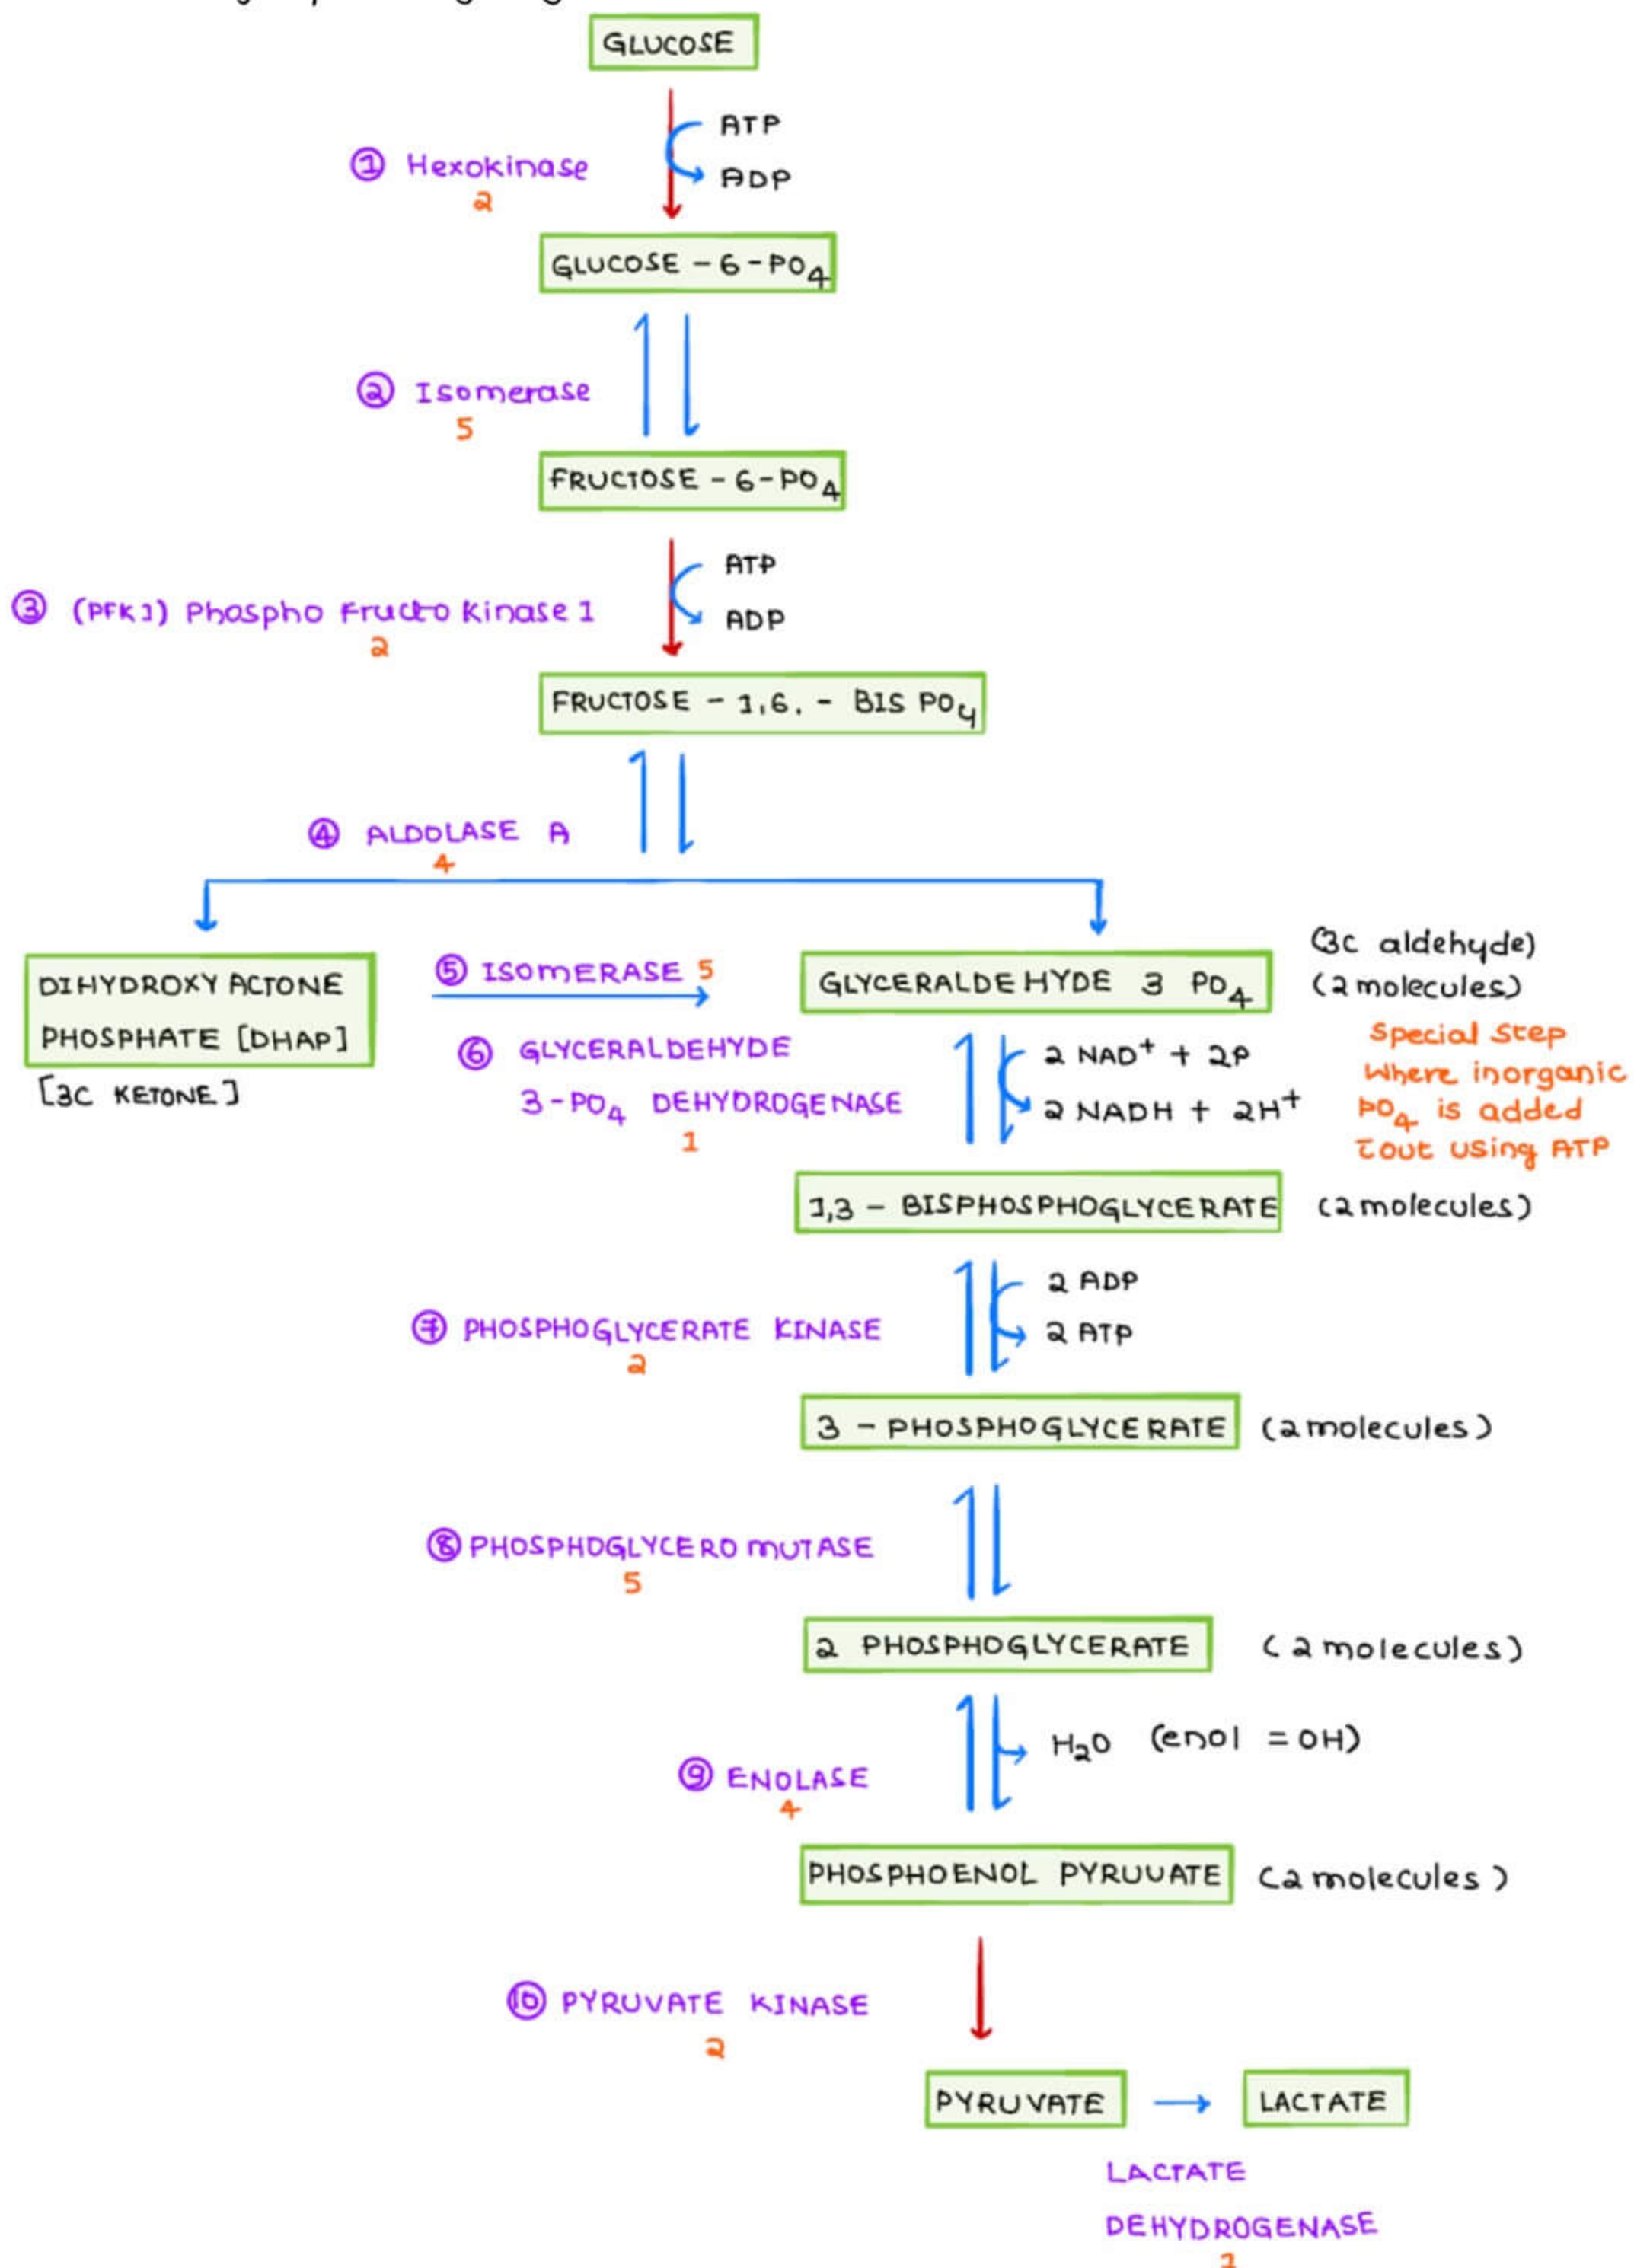 GLUCOSE
ATP
① Hexokinase
ADP
2
GLUCOSE - 6 - PO4
② Isomerase
5
FRUCTOSE - 6 - PO4
ATP
③ (PFK1) Phospho Fructo Kinase 1
ADP
2
FRUCTOSE - 1,6, - BIS PO4
④ ALDOLASE A
4
DIHYDROXY ACTONE
PHOSPHATE [DHAP]
[3C KETONE]
⑤ ISOMERASE 5
GLYCERALDEHYDE 3 PO4
(3c aldehyde)
(2 molecules)
⑥ GLYCERALDEHYDE
3-PO4 DEHYDROGENASE
1
2 NAD+ + 2P
2 NADH + 2H+
Special Step
Where inorganic
PO4 is added
c̄out using ATP
1,3 - BISPHOSPHOGLYCERATE (2 molecules)
2 ADP
⑦ PHOSPHOGLYCERATE KINASE
2 ATP
2
3 - PHOSPHOGLYCERATE (2 molecules)
⑧ PHOSPHOGLYCERO MUTASE
5
2 PHOSPHOGLYCERATE (2 molecules)
H2O (enol = OH)
⑨ ENOLASE
4
PHOSPHOENOL PYRUVATE (2 molecules)
⑩ PYRUVATE KINASE
2
PYRUVATE → LACTATE
LACTATE
DEHYDROGENASE